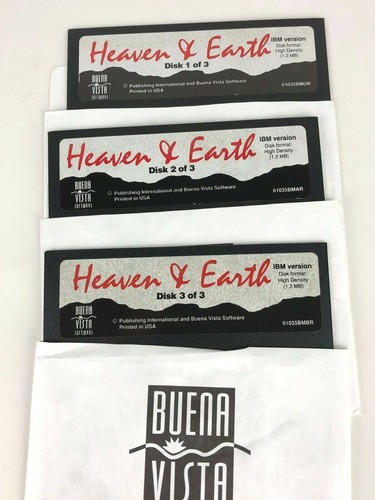 Heaven & Earth
IBM version
Disk 1 of 3
Disk format:
High Density
(1.2 MB)
BUENA
VISTA
SOFTWARE
© Publishing International and Buena Vista Software
Printed in USA
61035BMOR
Heaven & Earth
IBM version
Disk 2 of 3
Disk format:
High Density
(1.2 MB)
BUENA
VISTA
SOFTWARE
© Publishing International and Buena Vista Software
Printed in USA
61035BMAR
Heaven & Earth
IBM version
Disk 3 of 3
Disk format:
High Density
(1.2 MB)
BUENA
VISTA
SOFTWARE
© Publishing International and Buena Vista Software
Printed in USA
61035BMBR
BUENA
VISTA